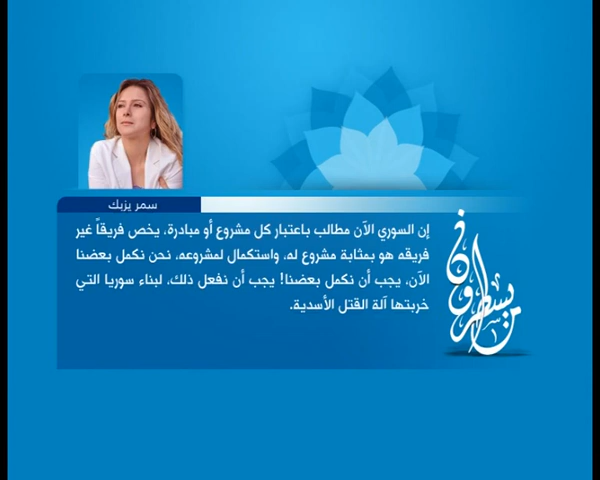 سمر يزبك
إن السوري الآن مطالب باعتبار كل مشروع أو مبادرة، يخص فريقاً غير
فريقه هو بمثابة مشروع له، واستكمال لمشروعه، نحن نكمل بعضنا
الآن، يجب أن نكمل بعضنا! يجب أن نفعل ذلك، لبناء سوريا التي
خربتها آلة القتل الأسدية.